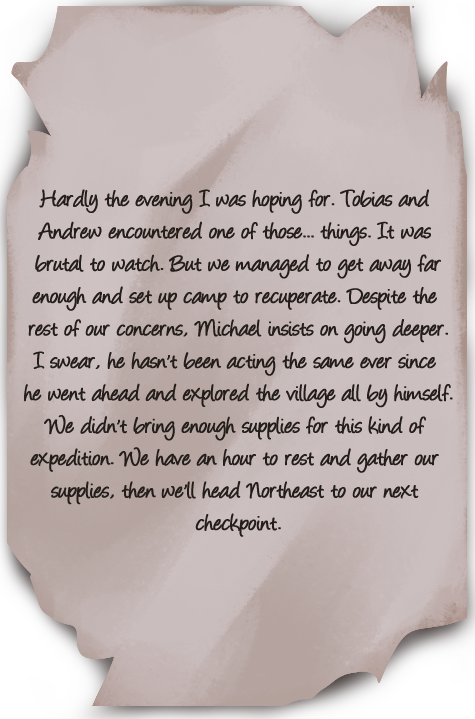 Hardly the evening I was hoping for. Tobias and
Andrew encountered one of those... things. It was
brutal to watch. But we managed to get away far
enough and set up camp to recuperate. Despite the
rest of our concerns, Michael insists on going deeper.
I swear, he hasn't been acting the same ever since
he went ahead and explored the village all by himself.
We didn't bring enough supplies for this kind of
expedition. We have an hour to rest and gather our
supplies, then we'll head Northeast to our next
checkpoint.